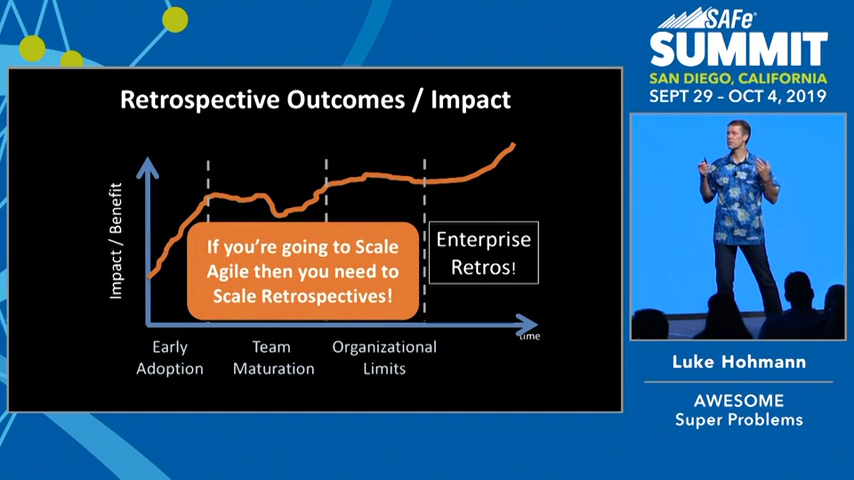 Retrospective Outcomes / Impact
Impact / Benefit
If you're going to Scale
Agile then you need to
Scale Retrospectives!
Enterprise
Retros!
time
Early
Adoption
Team
Maturation
Organizational
Limits
SAFe®
SUMMIT
SAN DIEGO, CALIFORNIA
SEPT 29 – OCT 4, 2019
Luke Hohmann
AWESOME
Super Problems